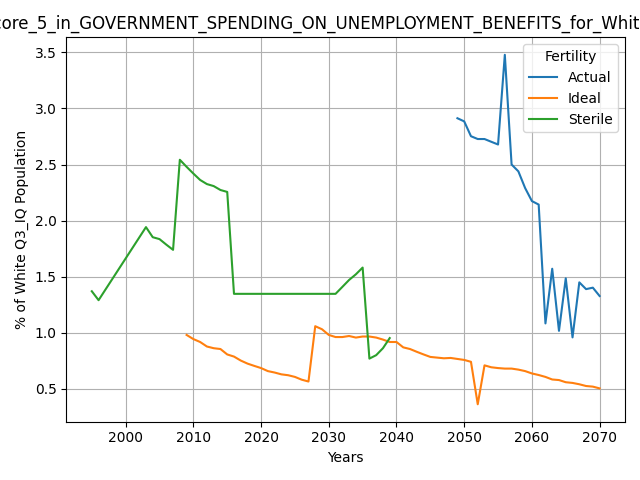 core_5_in_GOVERNMENT_SPENDING_ON_UNEMPLOYMENT_BENEFITS_for_Whit
Fertility
Actual
Ideal
Sterile
% of White Q3_IQ Population
3.5
3.0
2.5
2.0
1.5
1.0
0.5
2000 2010 2020 2030 2040 2050 2060 2070
Years